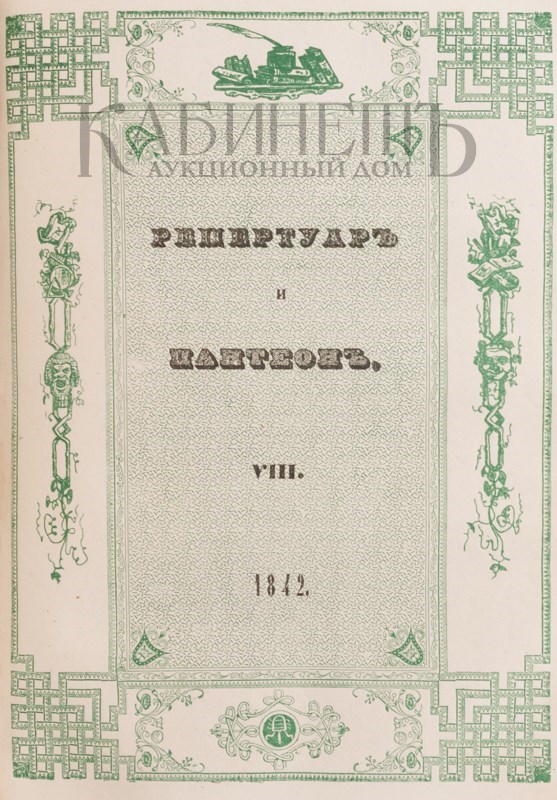 КАБИНЕТЪ
АУКЦИОННЫЙ ДОМ
РЕПЕРТУАРЪ
И
ПАНТЕОНЪ,
VIII.
1842.